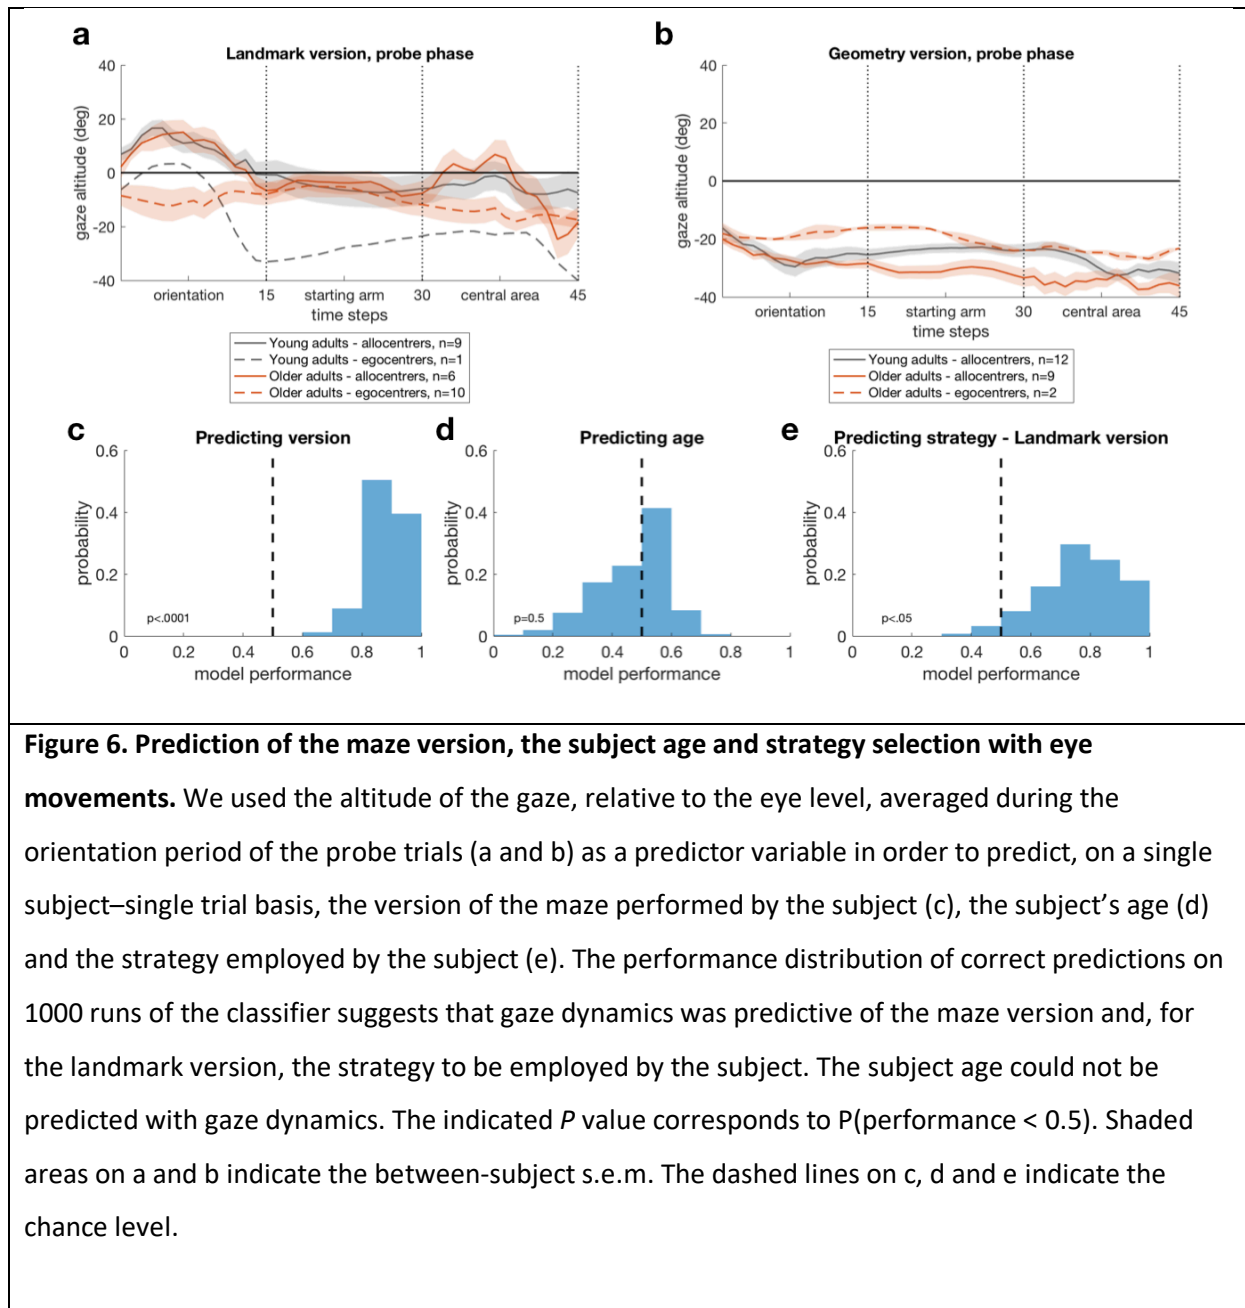 a
Landmark version, probe phase
40
20
0
-20
-40
gaze altitude (deg)
orientation 15 starting arm 30 central area 45
time steps
Young adults - allocentrers, n=9
Young adults - egocentrers, n=1
Older adults - allocentrers, n=6
Older adults - egocentrers, n=10
b
Geometry version, probe phase
40
20
0
-20
-40
gaze altitude (deg)
orientation 15 starting arm 30 central area 45
time steps
Young adults - allocentrers, n=12
Older adults - allocentrers, n=9
Older adults - egocentrers, n=2
c
Predicting version
0.6
0.4
0.2
0
probability
p<.0001
0 0.2 0.4 0.6 0.8 1
model performance
d
Predicting age
0.6
0.4
0.2
0
probability
p=0.5
0 0.2 0.4 0.6 0.8 1
model performance
e
Predicting strategy - Landmark version
0.6
0.4
0.2
0
probability
p<.05
0 0.2 0.4 0.6 0.8 1
model performance
Figure 6. Prediction of the maze version, the subject age and strategy selection with eye
movements. We used the altitude of the gaze, relative to the eye level, averaged during the
orientation period of the probe trials (a and b) as a predictor variable in order to predict, on a single
subject–single trial basis, the version of the maze performed by the subject (c), the subject's age (d)
and the strategy employed by the subject (e). The performance distribution of correct predictions on
1000 runs of the classifier suggests that gaze dynamics was predictive of the maze version and, for
the landmark version, the strategy to be employed by the subject. The subject age could not be
predicted with gaze dynamics. The indicated P value corresponds to P(performance < 0.5). Shaded
areas on a and b indicate the between-subject s.e.m. The dashed lines on c, d and e indicate the
chance level.